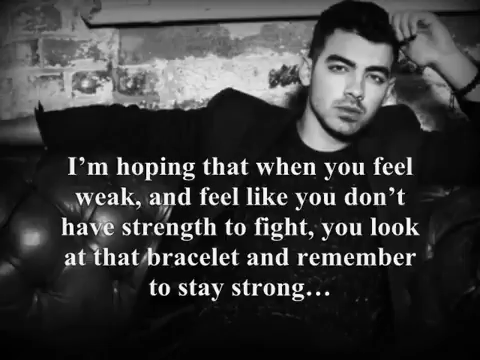 I'm hoping that when you feel
weak, and feel like you don't
have strength to fight, you look
at that bracelet and remember
to stay strong…